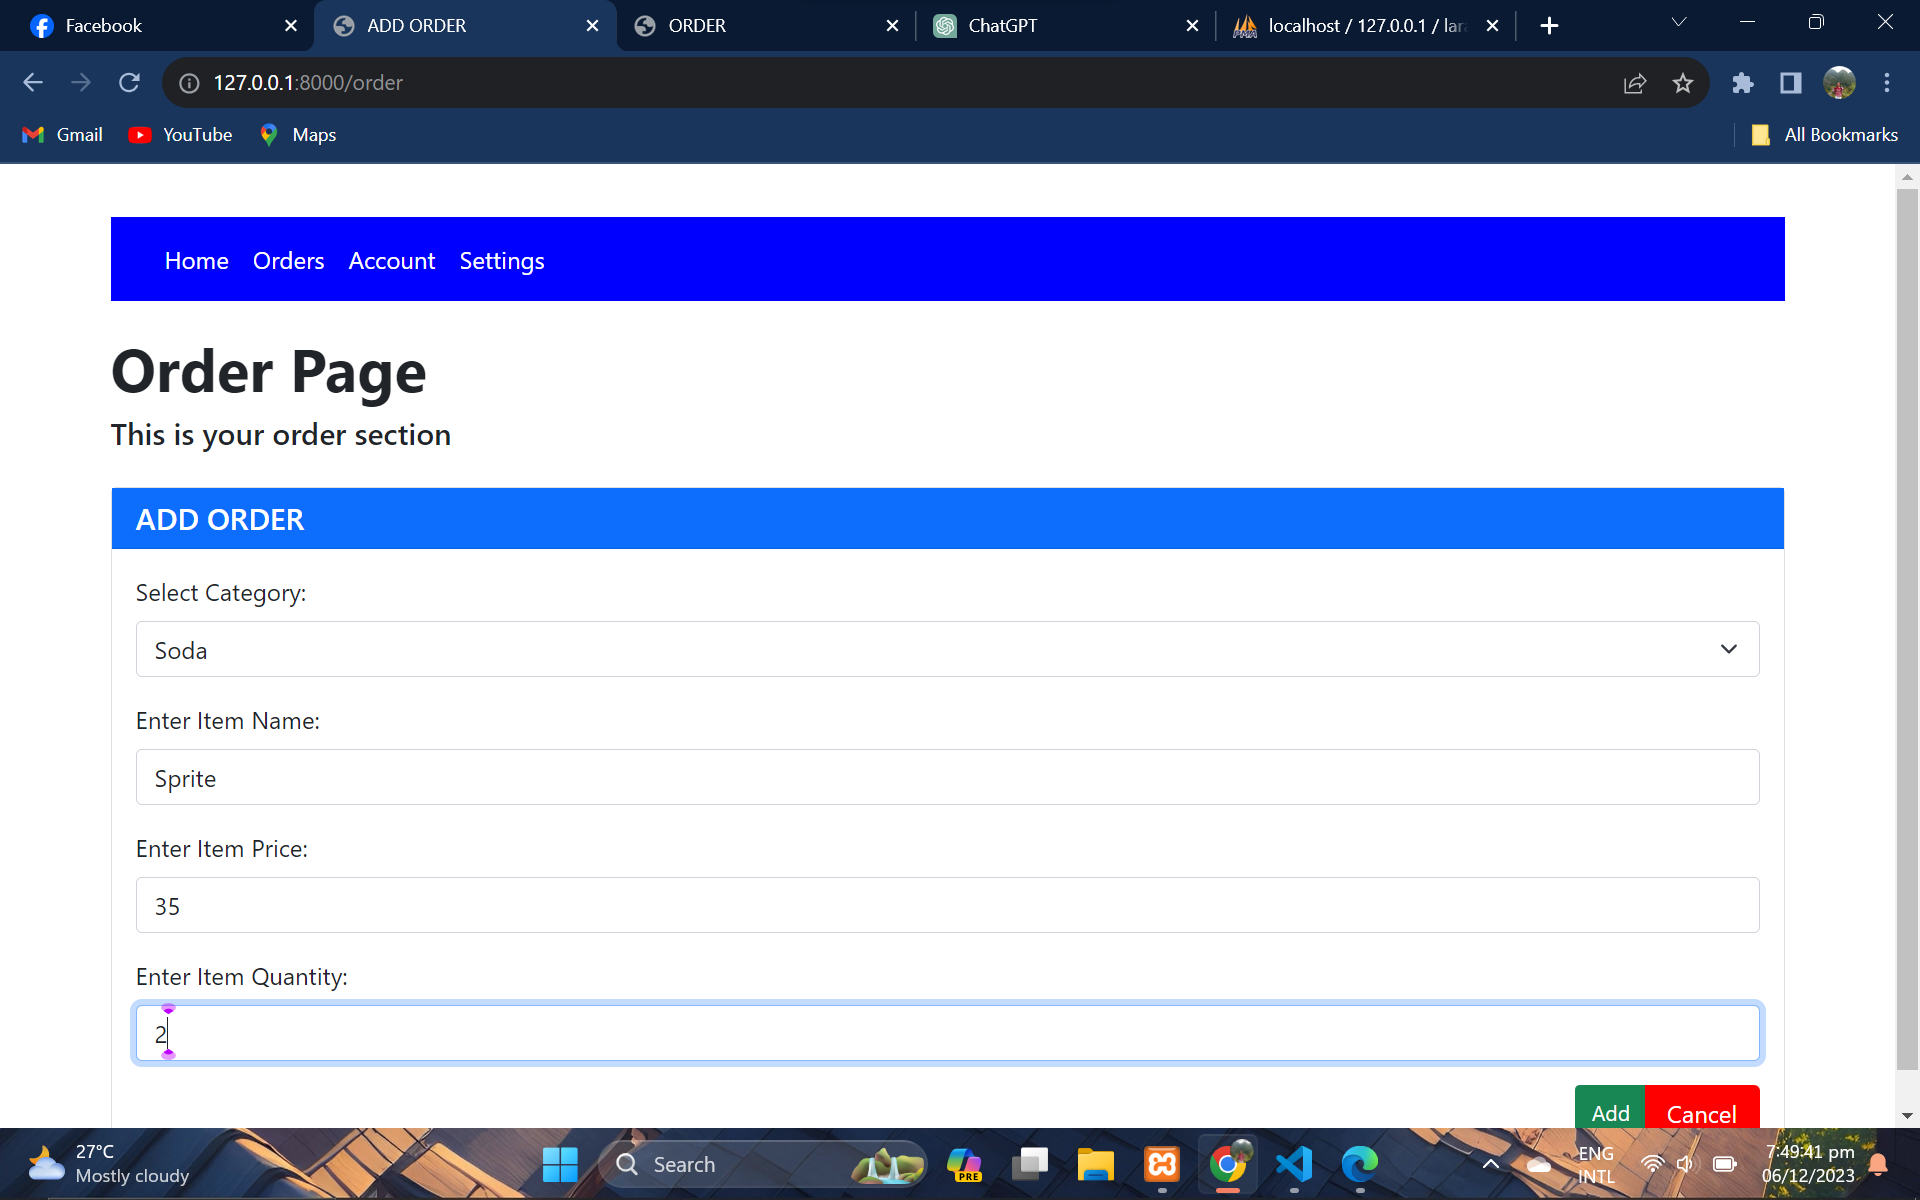 Facebook
ADD ORDER
ORDER
ChatGPT
localhost / 127.0.0.1 / lar
127.0.0.1:8000/order
Gmail
YouTube
Maps
All Bookmarks
Home Orders Account Settings
Order Page
This is your order section
ADD ORDER
Select Category:
Soda
Enter Item Name:
Sprite
Enter Item Price:
35
Enter Item Quantity:
2
Add
Cancel
27°C
Mostly cloudy
Search
PRE
ENG
INTL
7:49:41 pm
06/12/2023